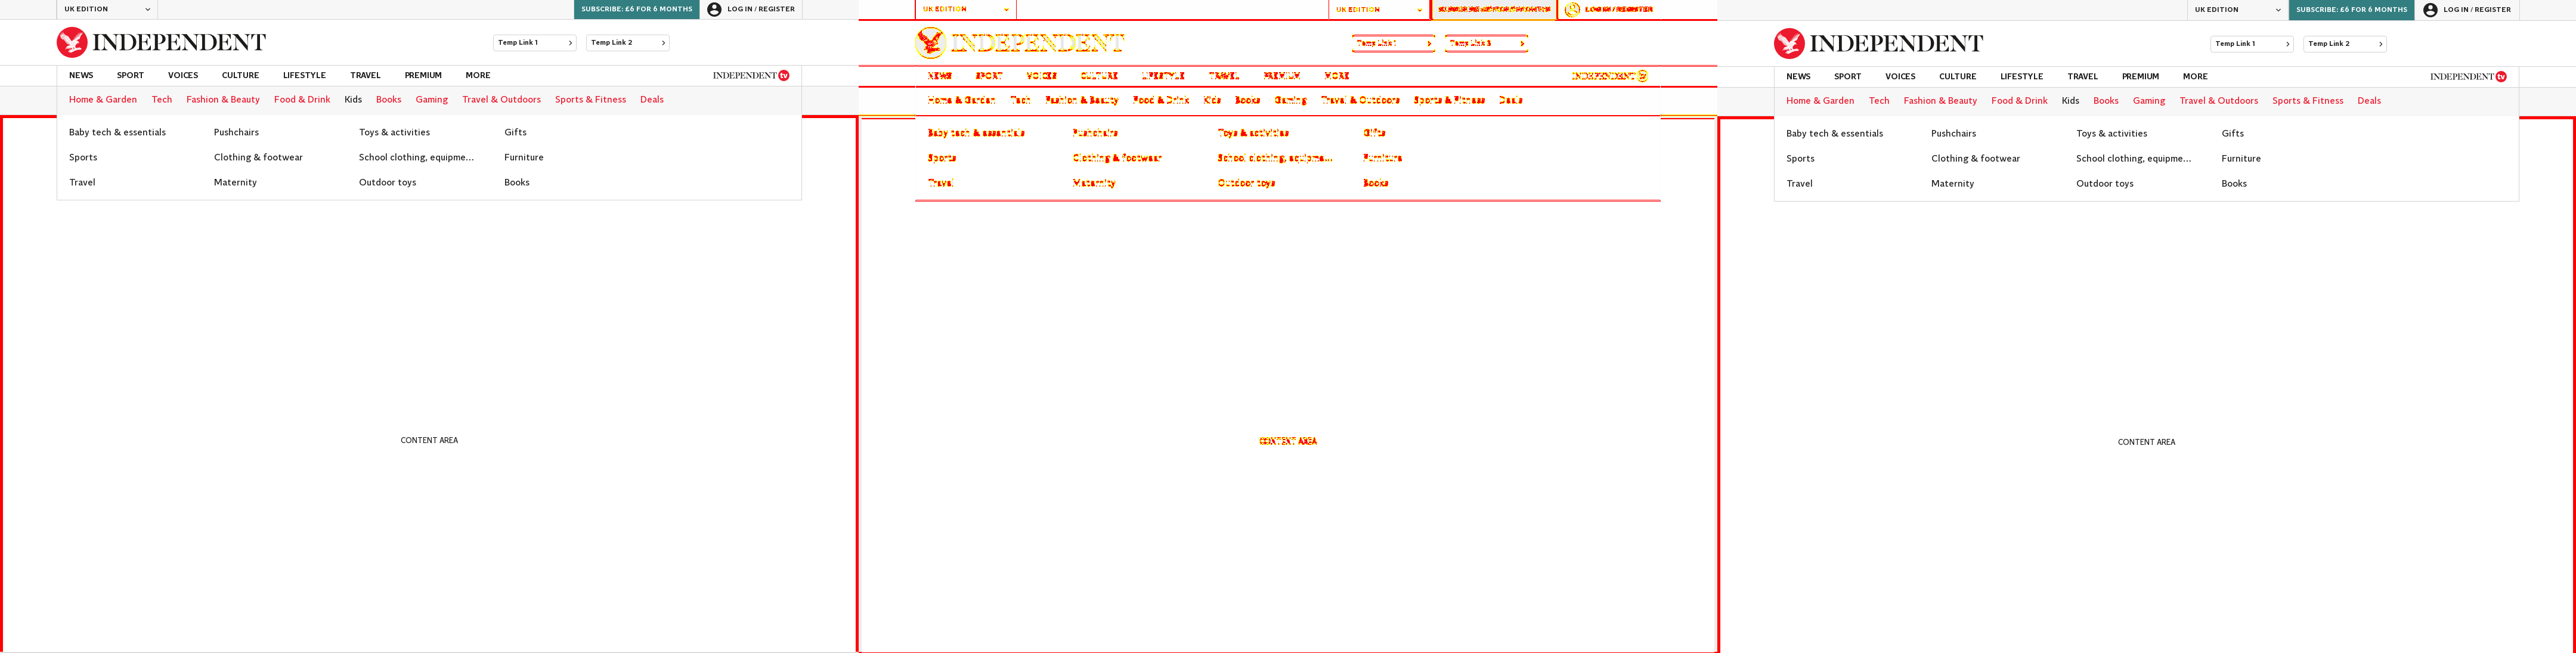 UK EDITION
SUBSCRIBE: £6 FOR 6 MONTHS
LOG IN / REGISTER
INDEPENDENT
Temp Link 1
Temp Link 2
NEWS SPORT VOICES CULTURE LIFESTYLE TRAVEL PREMIUM MORE
INDEPENDENT tv
Home & Garden Tech Fashion & Beauty Food & Drink Kids Books Gaming Travel & Outdoors Sports & Fitness Deals
Baby tech & essentials Pushchairs Toys & activities Gifts
Sports Clothing & footwear School clothing, equipme... Furniture
Travel Maternity Outdoor toys Books
CONTENT AREA
UK EDITION
UK EDITION
LOG IN / REGISTER
INDEPENDENT
Temp Link 1
Temp Link
NEWS SPORT VOICES CULTURE LIFESTYLE TRAVEL PREMIUM MORE
INDEPENDENT
Home & Garden Tech Fashion & Beauty Food & Drink Kids Books Gaming Travel & Outdoors Sports & Fitness Deals
Baby tech & essentials Pushchairs Toys & activities Gifts
Sports Clothing & footwear School clothing, equipme... Furniture
Travel Maternity Outdoor toys Books
CONTENT AREA
UK EDITION
SUBSCRIBE: £6 FOR 6 MONTHS
LOG IN / REGISTER
INDEPENDENT
Temp Link 1
Temp Link 2
NEWS SPORT VOICES CULTURE LIFESTYLE TRAVEL PREMIUM MORE
INDEPENDENT tv
Home & Garden Tech Fashion & Beauty Food & Drink Kids Books Gaming Travel & Outdoors Sports & Fitness Deals
Baby tech & essentials Pushchairs Toys & activities Gifts
Sports Clothing & footwear School clothing, equipme... Furniture
Travel Maternity Outdoor toys Books
CONTENT AREA